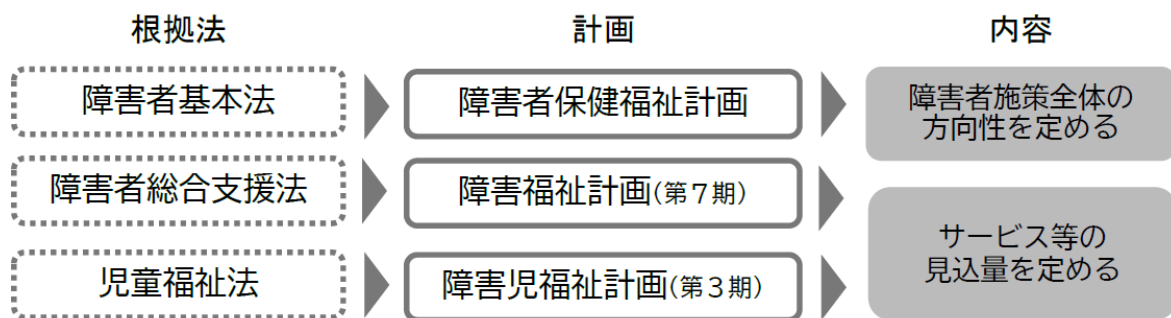 根拠法 計画 内容
障害者基本法 障害者保健福祉計画 障害者施策全体の
方向性を定める
障害者総合支援法 障害福祉計画(第7期)
サービス等の
見込量を定める
児童福祉法 障害児福祉計画(第3期)